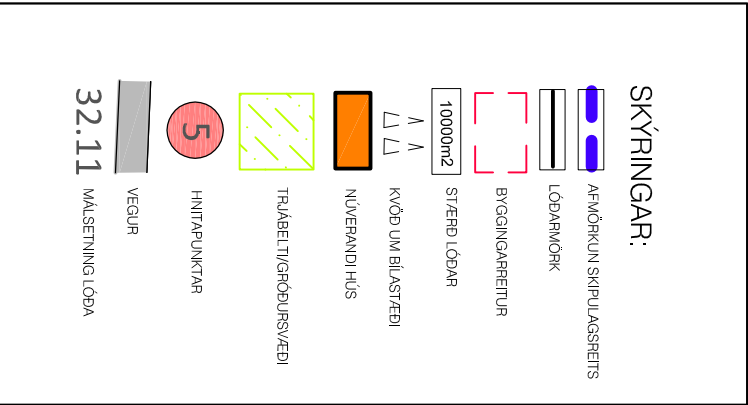 SKÝRINGAR:
AFMÖRKUN SKIPULAGSREITS
LÓÐARMÖRK
BYGGINGARREITUR
10000m2 STÆRÐ LÓÐAR
KVÖÐ UM BÍLASTÆÐI
NÚVERANDI HÚS
TRJÁBELTI/GRÓÐURSVÆÐI
5 HNITAPUNKTAR
VEGUR
32.11 MÁLSETNING LÓÐA